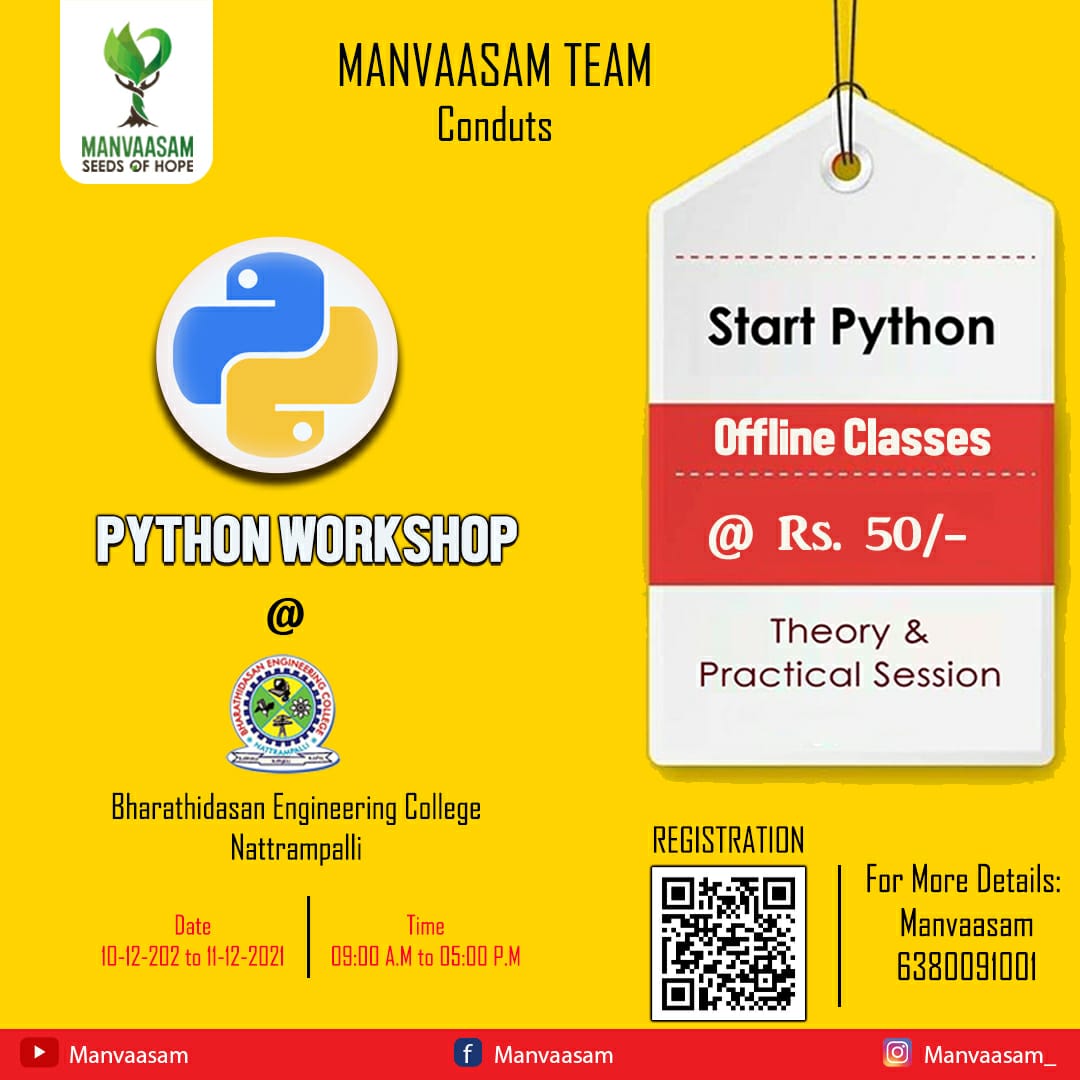 MANVAASAM
SEEDS OF HOPE
MANVAASAM TEAM
Conduts
PYTHON WORKSHOP
@
BHARATHIDASAN ENGINEERING COLLEGE
NATTRAMPALLI
Bharathidasan Engineering College
Nattrampalli
Date
10-12-202 to 11-12-2021
Time
09:00 A.M to 05:00 P.M
Start Python
Offline Classes
@ Rs. 50/-
Theory &
Practical Session
REGISTRATION
For More Details:
Manvaasam
6380091001
Manvaasam
Manvaasam
Manvaasam_